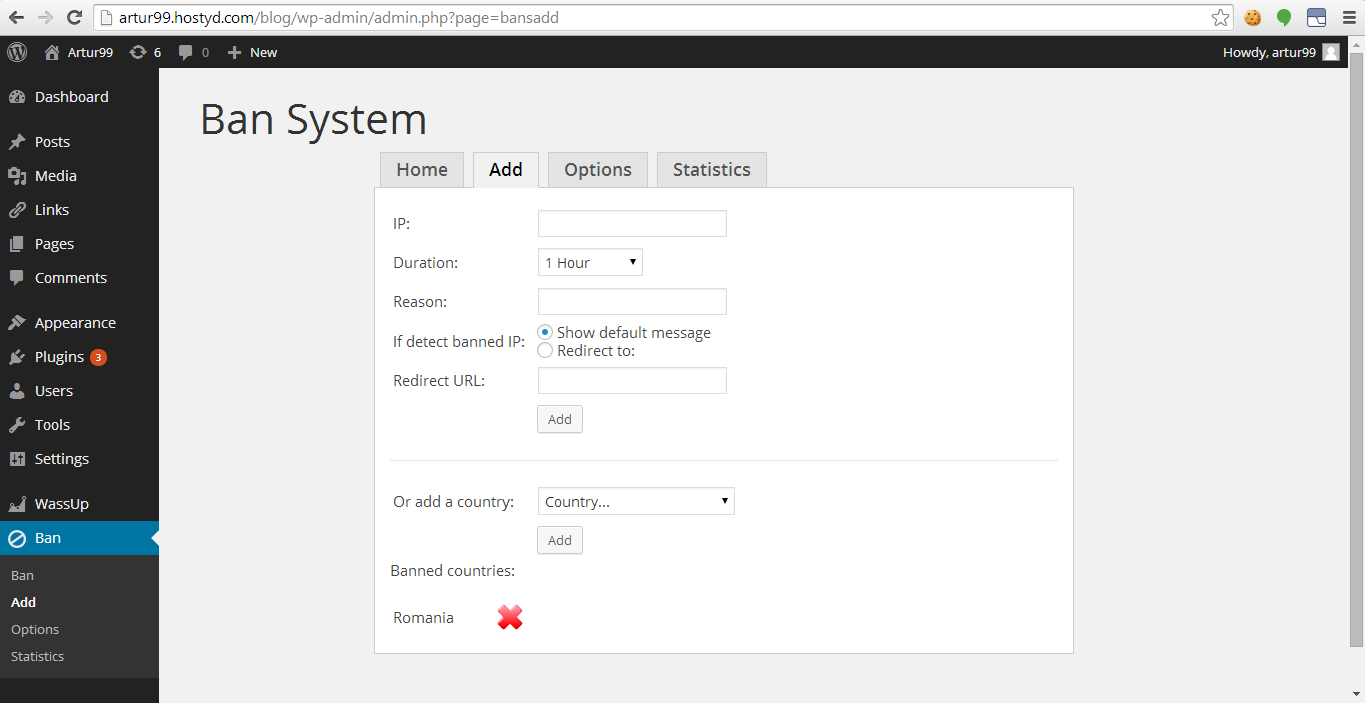 artur99.hostyd.com/blog/wp-admin/admin.php?page=bansadd
Artur99 6 0 + New Howdy, artur99
Dashboard
Posts
Media
Links
Pages
Comments
Appearance
Plugins 3
Users
Tools
Settings
WassUp
Ban
Ban
Add
Options
Statistics
Ban System
Home Add Options Statistics
IP:
Duration: 1 Hour
Reason:
If detect banned IP: Show default message
Redirect to:
Redirect URL:
Add
Or add a country: Country...
Add
Banned countries:
Romania